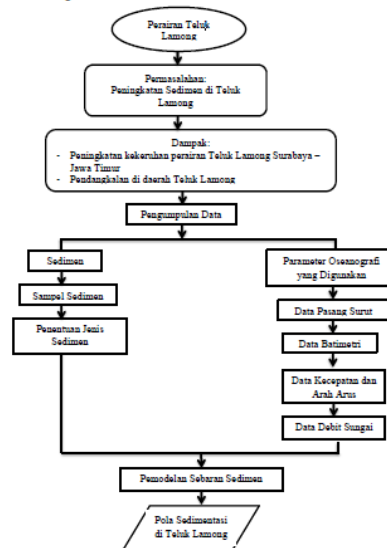 Perairan Teluk
Lamong
Permasalahan:
Peningkatan Sedimen di Teluk
Lamong
Dampak:
- Peningkatan kekeruhan perairan Teluk Lamong Surabaya –
Jawa Timur
- Pendangkalan di daerah Teluk Lamong
Pengumpulan Data
Sedimen
Sampel Sedimen
Penentuan Jenis
Sedimen
Parameter Oseanografi
yang Digunakan
Data Pasang Surut
Data Batimetri
Data Kecepatan dan
Arah Arus
Data Debit Sungai
Pemodelan Sebaran Sedimen
Pola Sedimentasi
di Teluk Lamong